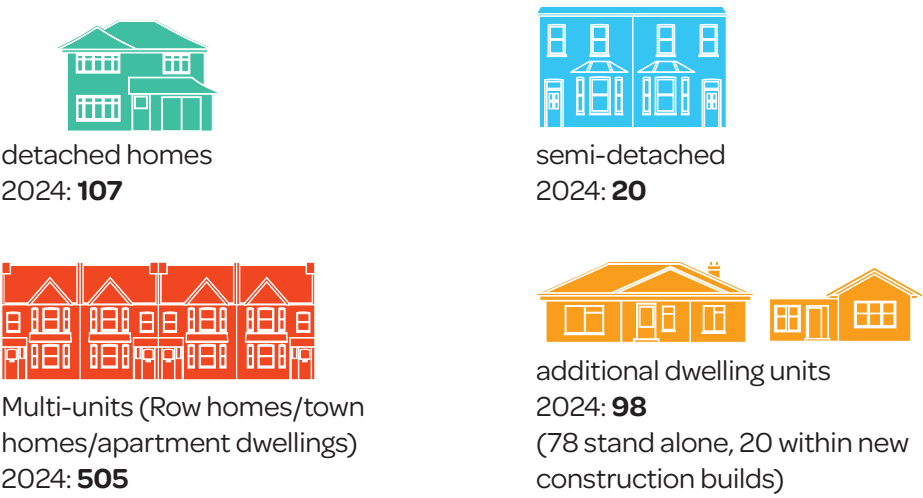 detached homes
2024: 107
semi-detached
2024: 20
Multi-units (Row homes/town
homes/apartment dwellings)
2024: 505
additional dwelling units
2024: 98
(78 stand alone, 20 within new
construction builds)